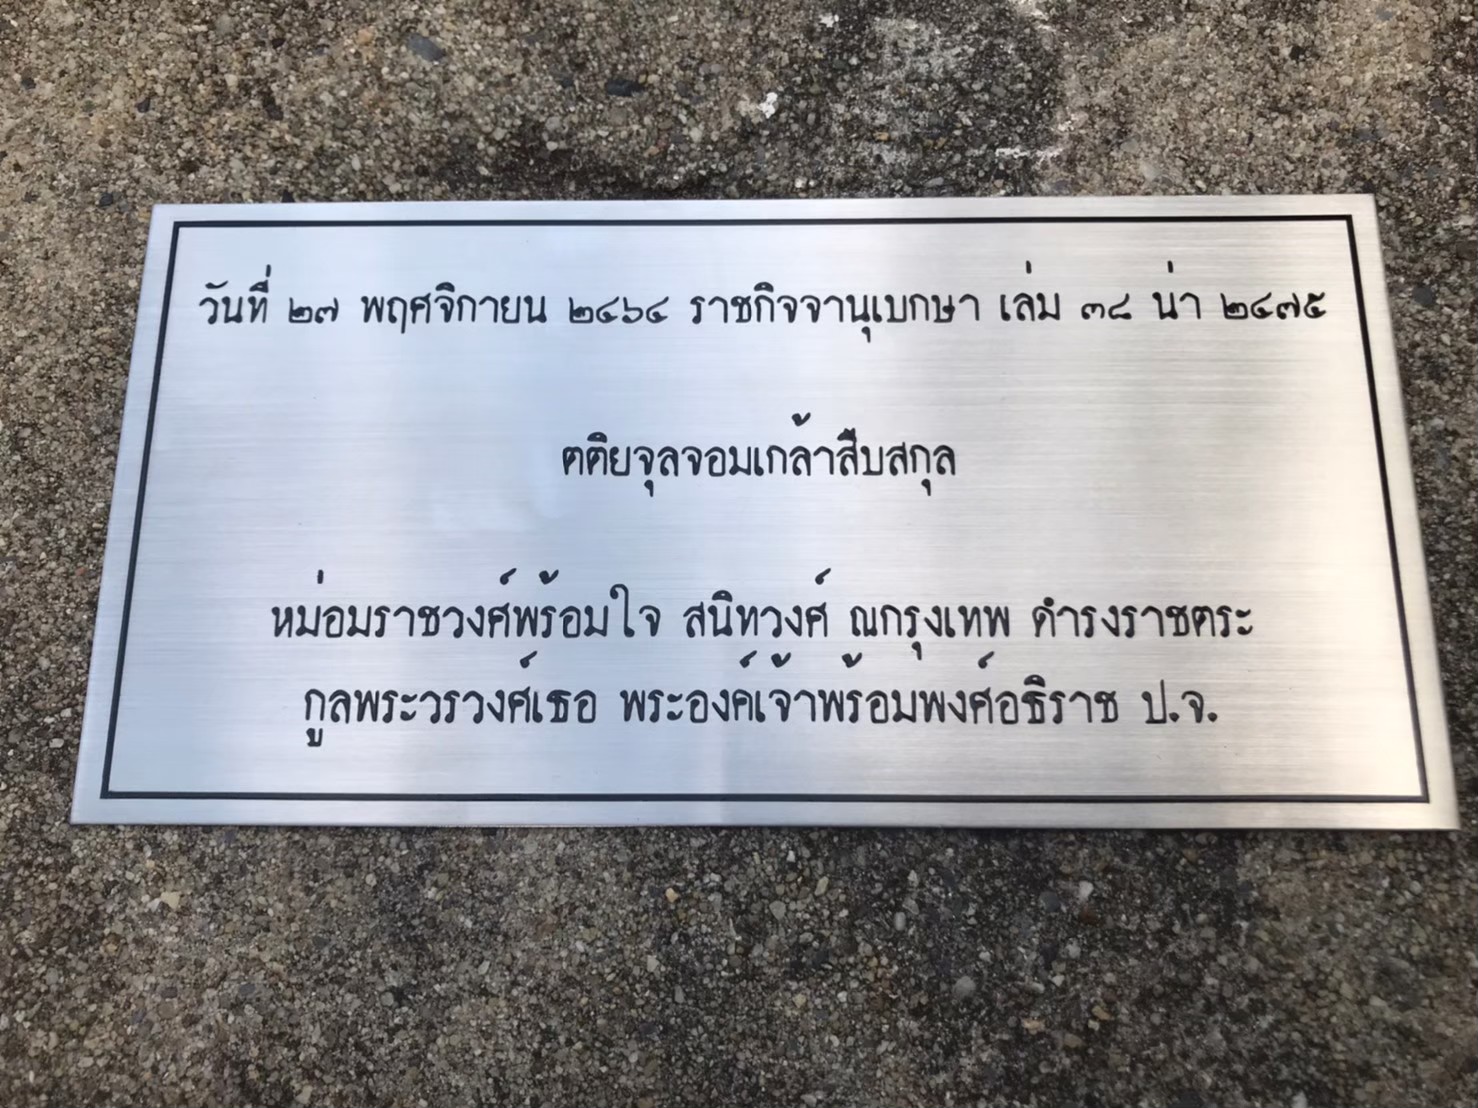 วันที่ ๒๗ พฤศจิกายน ๒๔๖๔ ราชกิจจานุเบกษา เล่ม ๓๘ น่า ๒๔๗๕
ตติยจุลจอมเกล้าสืบสกุล
หม่อมราชวงศ์พร้อมใจ สนิทวงศ์ ณกรุงเทพ ดำรงราชตระ
กูลพระวรวงศ์เธอ พระองค์เจ้าพร้อมพงศ์อธิราช ป.จ.